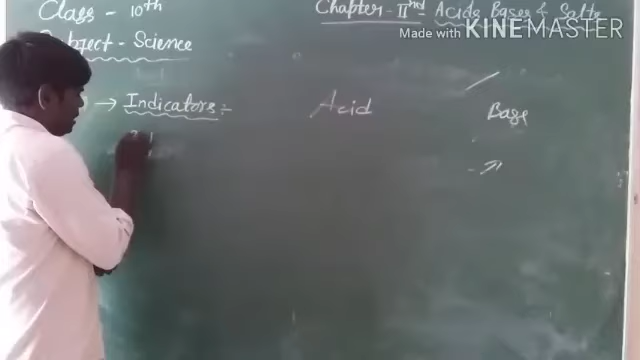 Class - 10th
Chapter - IInd - Acids Bases & Salts
Made with KINEMASTER
Subject - Science
→ Indicators :-
Acid
Base